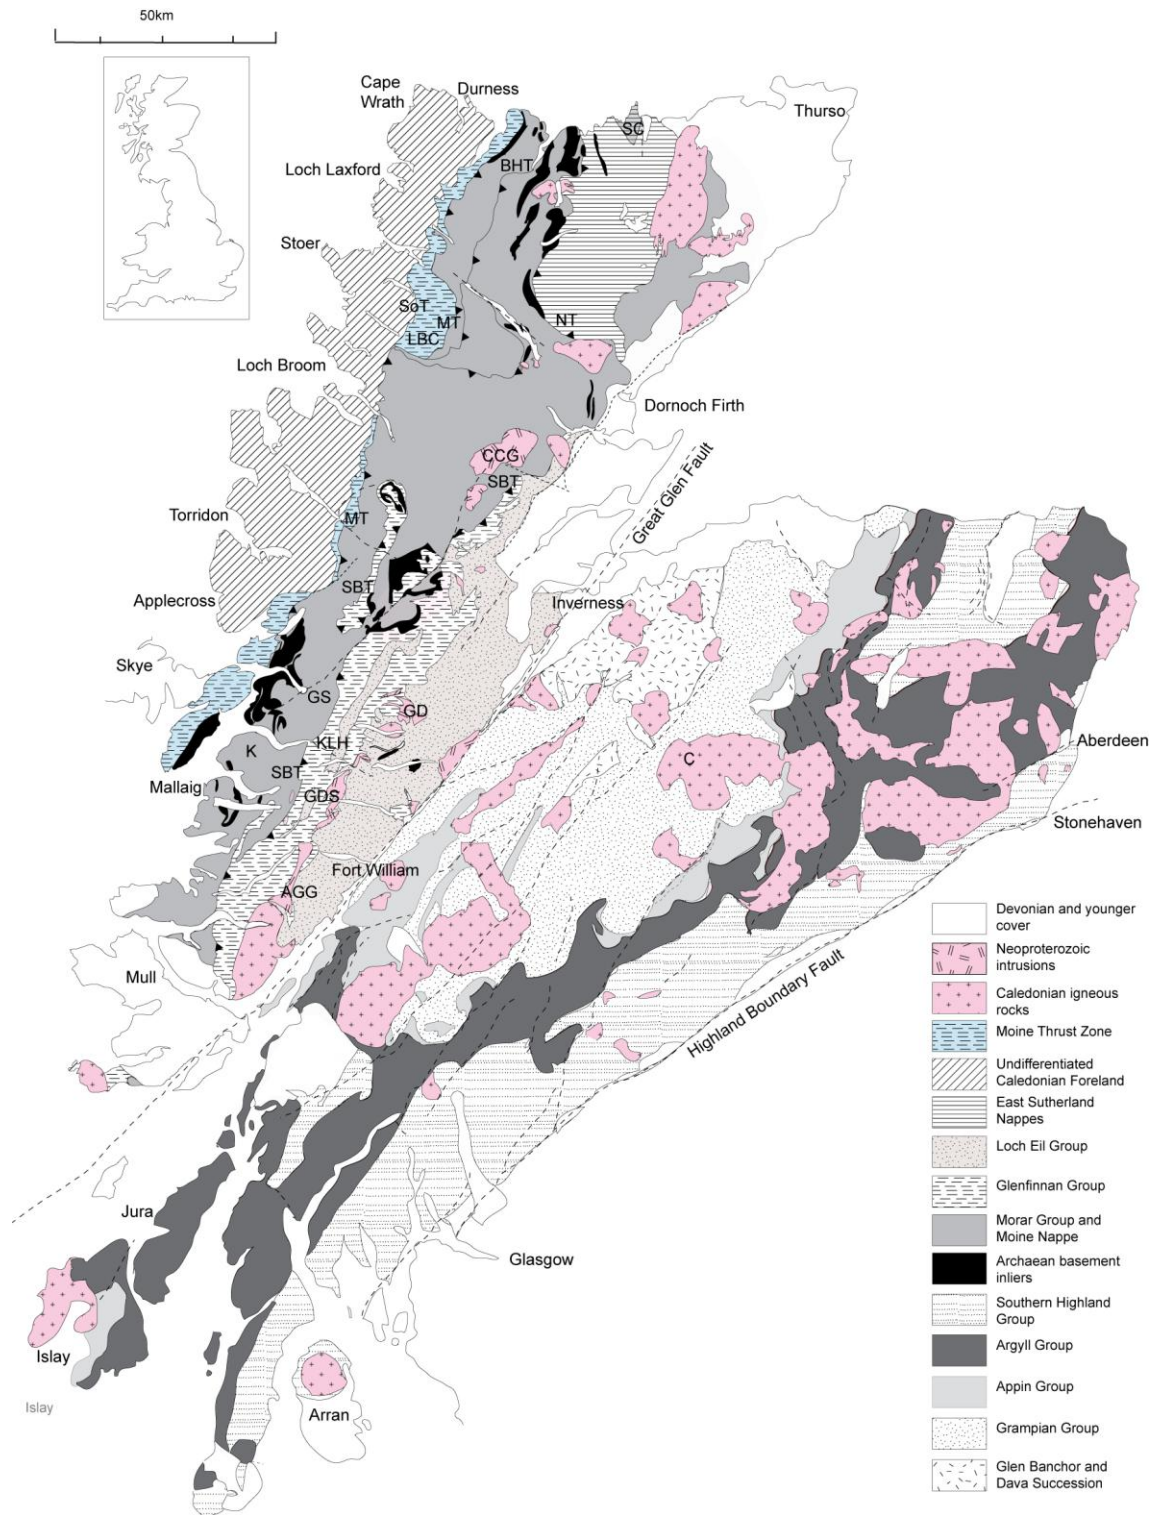 50km
Cape
Wrath
Durness
Thurso
SC
BHT
Loch Laxford
Stoer
SoT
MT
NT
LBC
Loch Broom
Dornoch Firth
CCG
SBT
Great Glen Fault
Torridon
MT
SBT
Applecross
Inverness
Skye
GS
GD
K
KLH
C
Aberdeen
SBT
Mallaig
GDS
Stonehaven
Fort William
AGG
Mull
Highland Boundary Fault
Jura
Glasgow
Islay
Arran
Islay
Devonian and younger
cover
Neoproterozoic
intrusions
Caledonian igneous
rocks
Moine Thrust Zone
Undifferentiated
Caledonian Foreland
East Sutherland
Nappes
Loch Eil Group
Glenfinnan Group
Morar Group and
Moine Nappe
Archaean basement
inliers
Southern Highland
Group
Argyll Group
Appin Group
Grampian Group
Glen Banchor and
Dava Succession